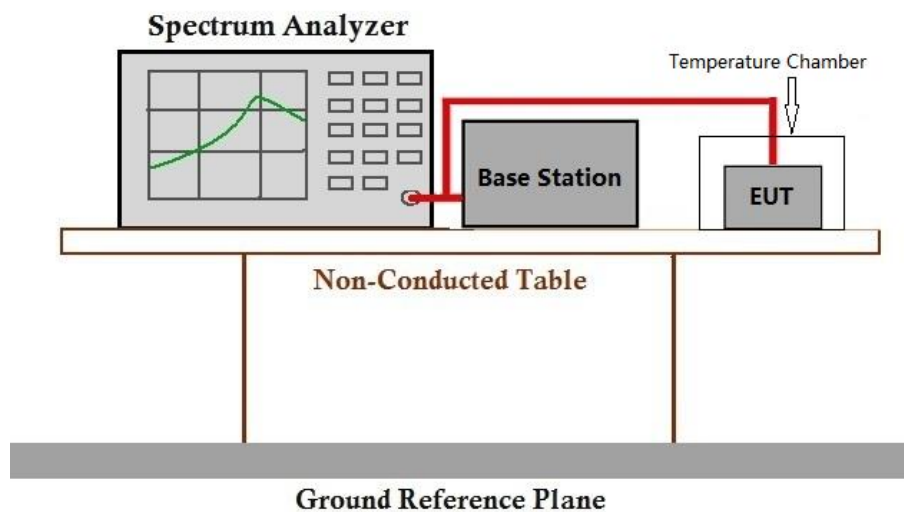 Spectrum Analyzer
Temperature Chamber
Base Station
EUT
Non-Conducted Table
Ground Reference Plane